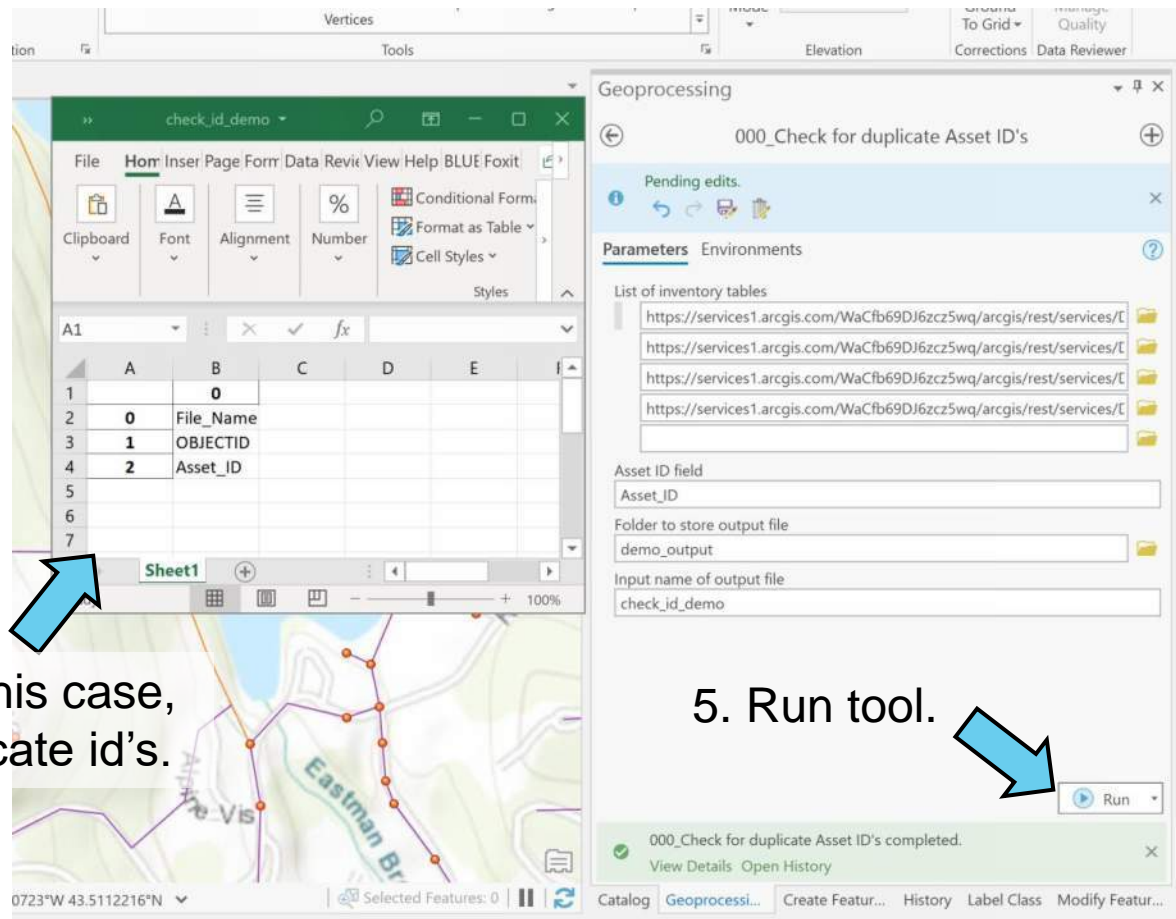 Vertices
To Grid
Quality
tion
Tools
Elevation
Corrections
Data Reviewer
check_id_demo
File Hom Inser Page Form Data Revie View Help BLUE Foxit
Clipboard
Font
Alignment
%
Number
Conditional Forma
Format as Table
Cell Styles
Styles
A1
fx
A B C D E
1 0
2 0 File_Name
3 1 OBJECTID
4 2 Asset_ID
5
6
7
Sheet1
100%
Geoprocessing
000_Check for duplicate Asset ID's
Pending edits.
Parameters Environments
List of inventory tables
https://services1.arcgis.com/WaCfb69DJ6zcz5wq/arcgis/rest/services/D
https://services1.arcgis.com/WaCfb69DJ6zcz5wq/arcgis/rest/services/D
https://services1.arcgis.com/WaCfb69DJ6zcz5wq/arcgis/rest/services/D
https://services1.arcgis.com/WaCfb69DJ6zcz5wq/arcgis/rest/services/D
Asset ID field
Asset_ID
Folder to store output file
demo_output
Input name of output file
check_id_demo
his case,
cate id's.
5. Run tool.
Run
Vis
Eastman Br
000_Check for duplicate Asset ID's completed.
View Details Open History
0723°W 43.5112216°N
Selected Features: 0
Catalog Geoprocessi... Create Featur... History Label Class Modify Featur...